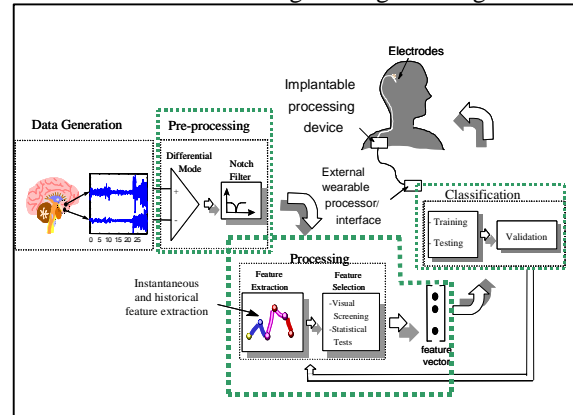 Electrodes
Implantable
processing
device
Data Generation
Pre-processing
Differential
Mode
Notch
Filter
+
-
0 5 10 15 20 25
External
wearable
processor/
interface
Classification
- Training
- Testing
Validation
Processing
Instantaneous
and historical
feature extraction
Feature
Extraction
Feature
Selection
-Visual
Screening
-Statistical
Tests
feature
vector